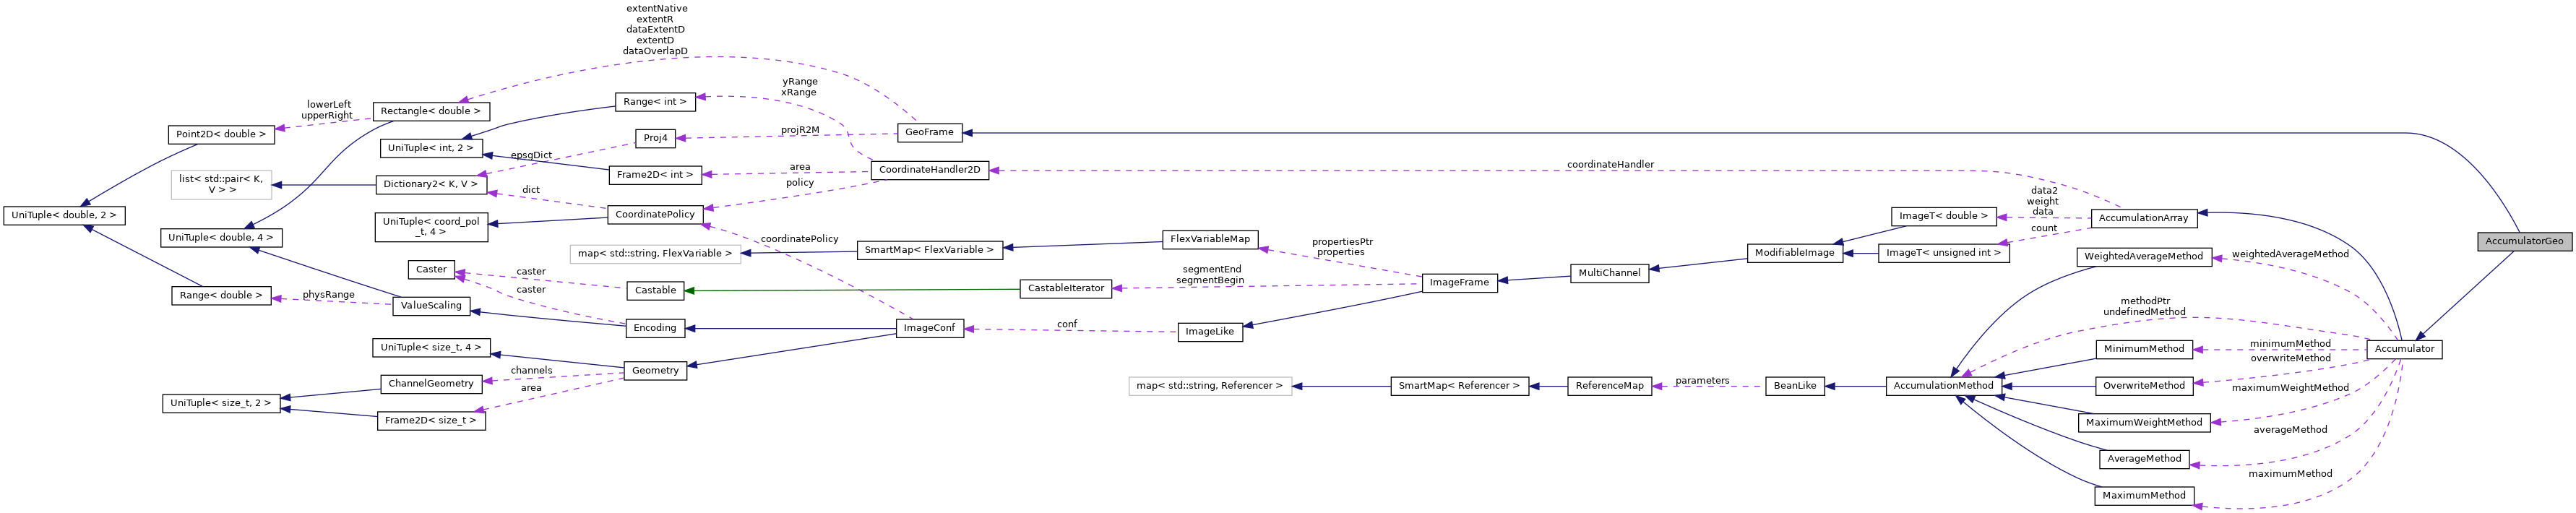 extentNative
extentR
dataExtentD
extentD
dataOverlapD
yRange
xRange
lowerLeft
upperRight
Rectangle< double >
Range< int >
Point2D< double >
UniTuple< int, 2 >
Proj4
projR2M
GeoFrame
epsgDict
list< std::pair< K,
V > >
Dictionary2< K, V >
Frame2D< int >
area
policy
CoordinateHandler2D
coordinateHandler
dict
UniTuple< double, 2 >
UniTuple< coord_pol
_t, 4 >
CoordinatePolicy
data2
weight
data
count
ImageT< double >
AccumulationArray
UniTuple< double, 4 >
coordinatePolicy
map< std::string, FlexVariable >
SmartMap< FlexVariable >
FlexVariableMap
propertiesPtr
properties
ModifiableImage
ImageT< unsigned int >
WeightedAverageMethod
weightedAverageMethod
AccumulatorGeo
Caster
caster
caster
Castable
CastableIterator
segmentEnd
segmentBegin
ImageFrame
MultiChannel
Range< double >
physRange
ValueScaling
Encoding
ImageConf
conf
ImageLike
methodPtr
undefinedMethod
UniTuple< size_t, 4 >
MinimumMethod
minimumMethod
Accumulator
channels
area
Geometry
overwriteMethod
ChannelGeometry
map< std::string, Referencer >
SmartMap< Referencer >
ReferenceMap
parameters
BeanLike
AccumulationMethod
OverwriteMethod
maximumWeightMethod
UniTuple< size_t, 2 >
Frame2D< size_t >
MaximumWeightMethod
averageMethod
AverageMethod
maximumMethod
MaximumMethod